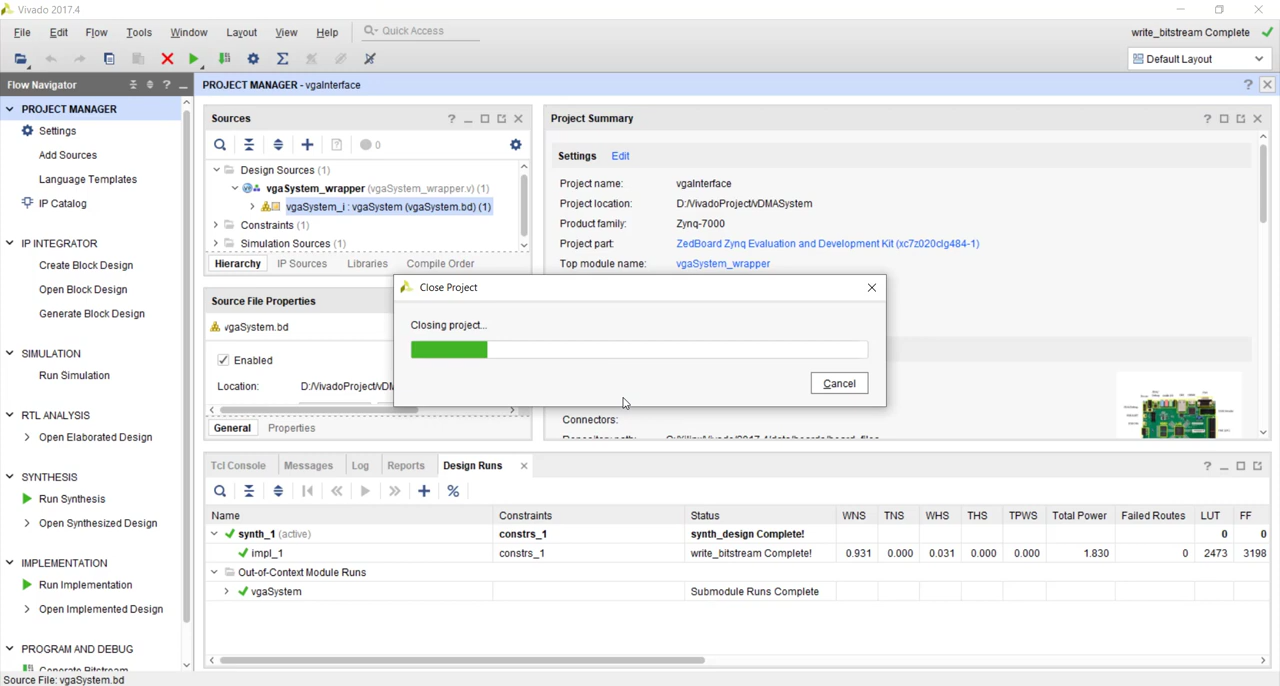 Vivado 2017.4
File Edit Flow Tools Window Layout View Help Quick Access
write_bitstream Complete
Default Layout
Flow Navigator
PROJECT MANAGER - vgaInterface
PROJECT MANAGER
Settings
Add Sources
Language Templates
IP Catalog
IP INTEGRATOR
Create Block Design
Open Block Design
Generate Block Design
SIMULATION
Run Simulation
RTL ANALYSIS
Open Elaborated Design
SYNTHESIS
Run Synthesis
Open Synthesized Design
IMPLEMENTATION
Run Implementation
Open Implemented Design
PROGRAM AND DEBUG
Generate Bitstream
Sources
0
Design Sources (1)
vgaSystem_wrapper (vgaSystem_wrapper.v) (1)
vgaSystem_i : vgaSystem (vgaSystem.bd) (1)
Constraints (1)
Simulation Sources (1)
Hierarchy IP Sources Libraries Compile Order
Source File Properties
vgaSystem.bd
Enabled
Location: D:/VivadoProject/vDMA
General Properties
Project Summary
Settings Edit
Project name: vgaInterface
Project location: D:/VivadoProject/vDMASystem
Product family: Zynq-7000
Project part: ZedBoard Zynq Evaluation and Development Kit (xc7z020clg484-1)
Top module name: vgaSystem_wrapper
Close Project
Closing project...
Cancel
Connectors:
Tcl Console Messages Log Reports Design Runs
Name Constraints Status WNS TNS WHS THS TPWS Total Power Failed Routes LUT FF
synth_1 (active) constrs_1 synth_design Complete! 0 0
impl_1 constrs_1 write_bitstream Complete! 0.931 0.000 0.031 0.000 0.000 1.830 0 2473 3198
Out-of-Context Module Runs
vgaSystem Submodule Runs Complete
Source File: vgaSystem.bd